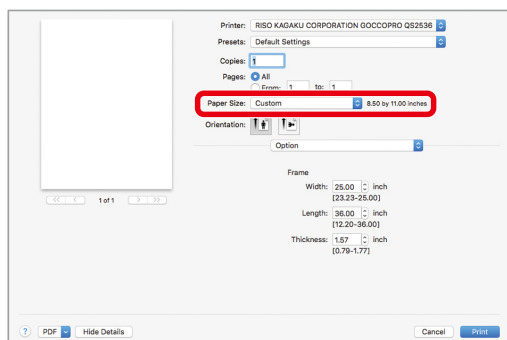 Printer: RISO KAGAKU CORPORATION GOCCOPRO QS2536
Presets: Default Settings
Copies: 1
Pages: All
From: 1 to: 1
Paper Size: Custom 8.50 by 11.00 inches
Orientation:
Option
Frame
Width: 25.00 inch
[23.23-25.00]
Length: 36.00 inch
[12.20-36.00]
Thickness: 1.57 inch
[0.79-1.77]
1 of 1
? PDF Hide Details Cancel Print